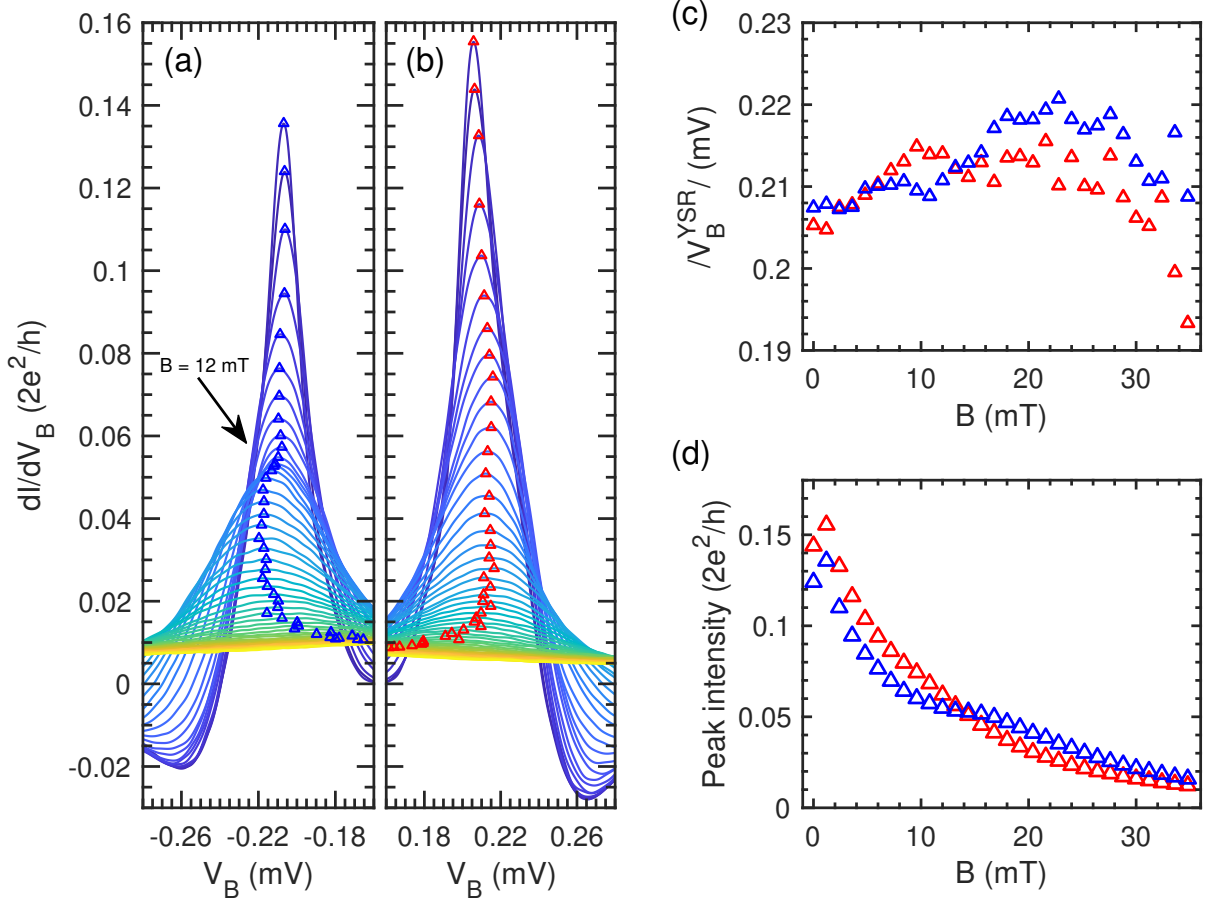 (a)
0.16
0.14
0.12
0.1
0.08
0.06
0.04
0.02
0
-0.02
dI/dV_B (2e^2/h)
B = 12 mT
-0.26 -0.22 -0.18
V_B (mV)
(b)
0.18 0.22 0.26
V_B (mV)
(c)
0.23
0.22
0.21
0.2
0.19
/V_B^YSR/ (mV)
0 10 20 30
B (mT)
(d)
0.15
0.1
0.05
0
Peak intensity (2e^2/h)
0 10 20 30
B (mT)